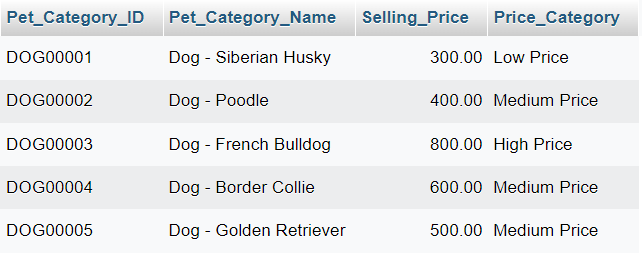 Pet_Category_ID Pet_Category_Name Selling_Price Price_Category
DOG00001 Dog - Siberian Husky 300.00 Low Price
DOG00002 Dog - Poodle 400.00 Medium Price
DOG00003 Dog - French Bulldog 800.00 High Price
DOG00004 Dog - Border Collie 600.00 Medium Price
DOG00005 Dog - Golden Retriever 500.00 Medium Price